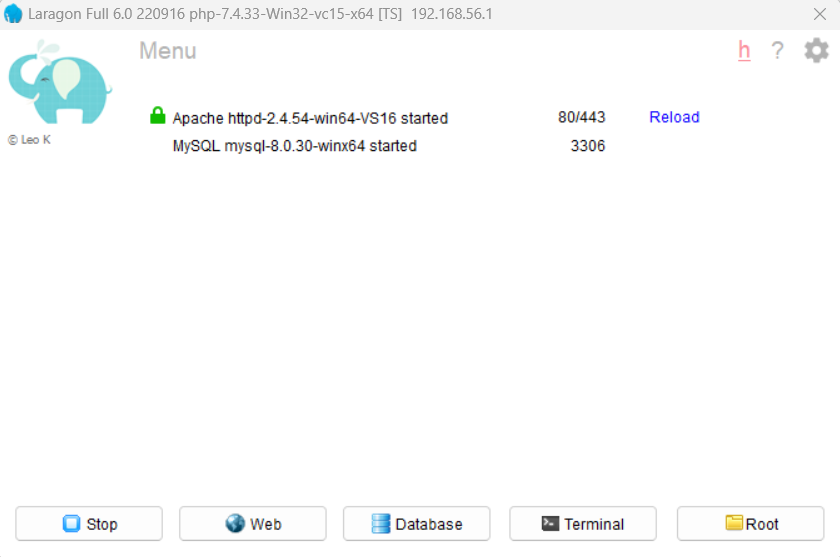 Laragon Full 6.0 220916 php-7.4.33-Win32-vc15-x64 [TS]  192.168.56.1
Menu h ?
© Leo K
Apache httpd-2.4.54-win64-VS16 started 80/443 Reload
MySQL mysql-8.0.30-winx64 started 3306
Stop Web Database Terminal Root